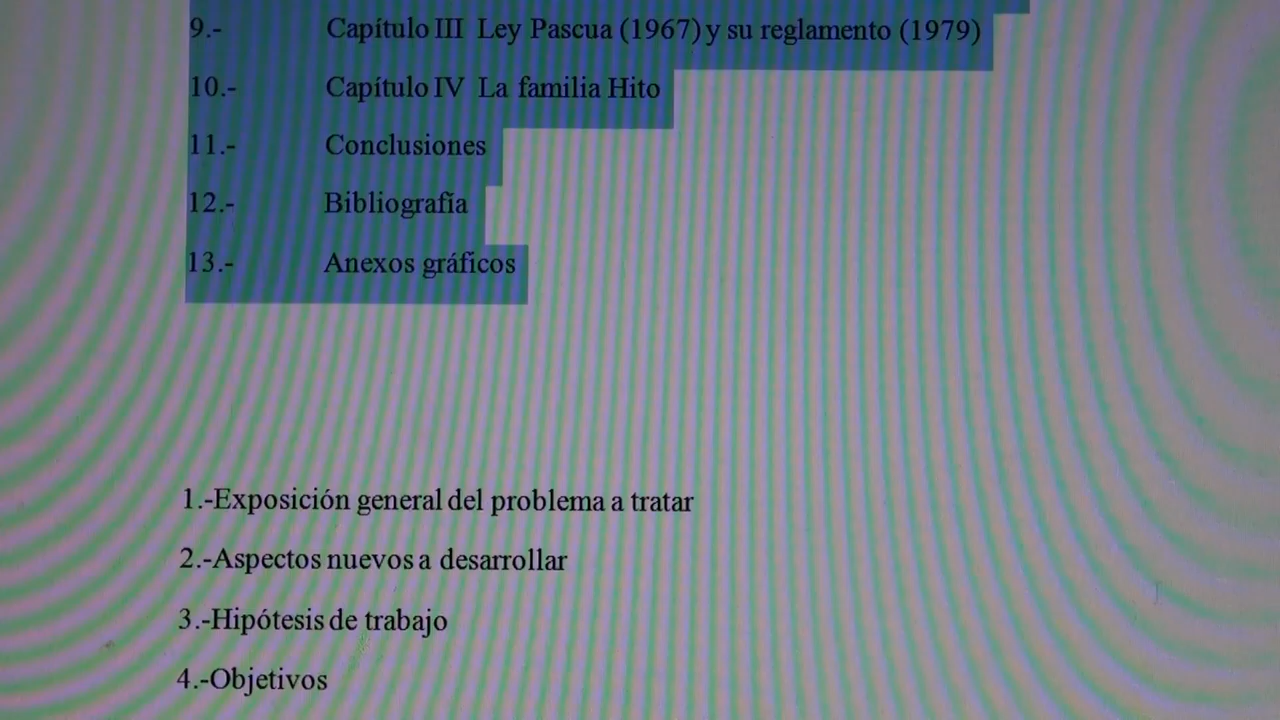 9.- Capítulo III Ley Pascua (1967) y su reglamento (1979)
10.- Capítulo IV La familia Hito
11.- Conclusiones
12.- Bibliografía
13.- Anexos gráficos
1.-Exposición general del problema a tratar
2.-Aspectos nuevos a desarrollar
3.-Hipótesis de trabajo
4.-Objetivos